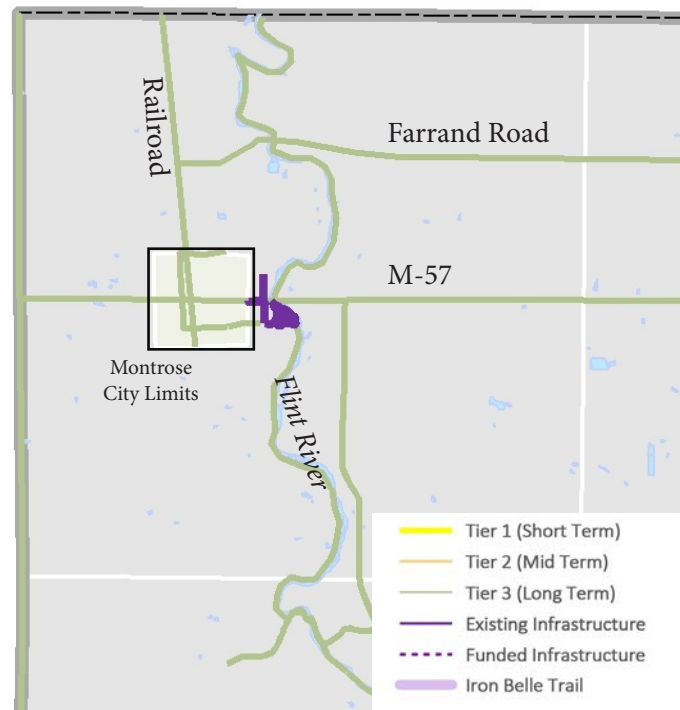 Railroad
Farrand Road
M-57
Montrose
City Limits
Flint River
Tier 1 (Short Term)
Tier 2 (Mid Term)
Tier 3 (Long Term)
Existing Infrastructure
Funded Infrastructure
Iron Belle Trail